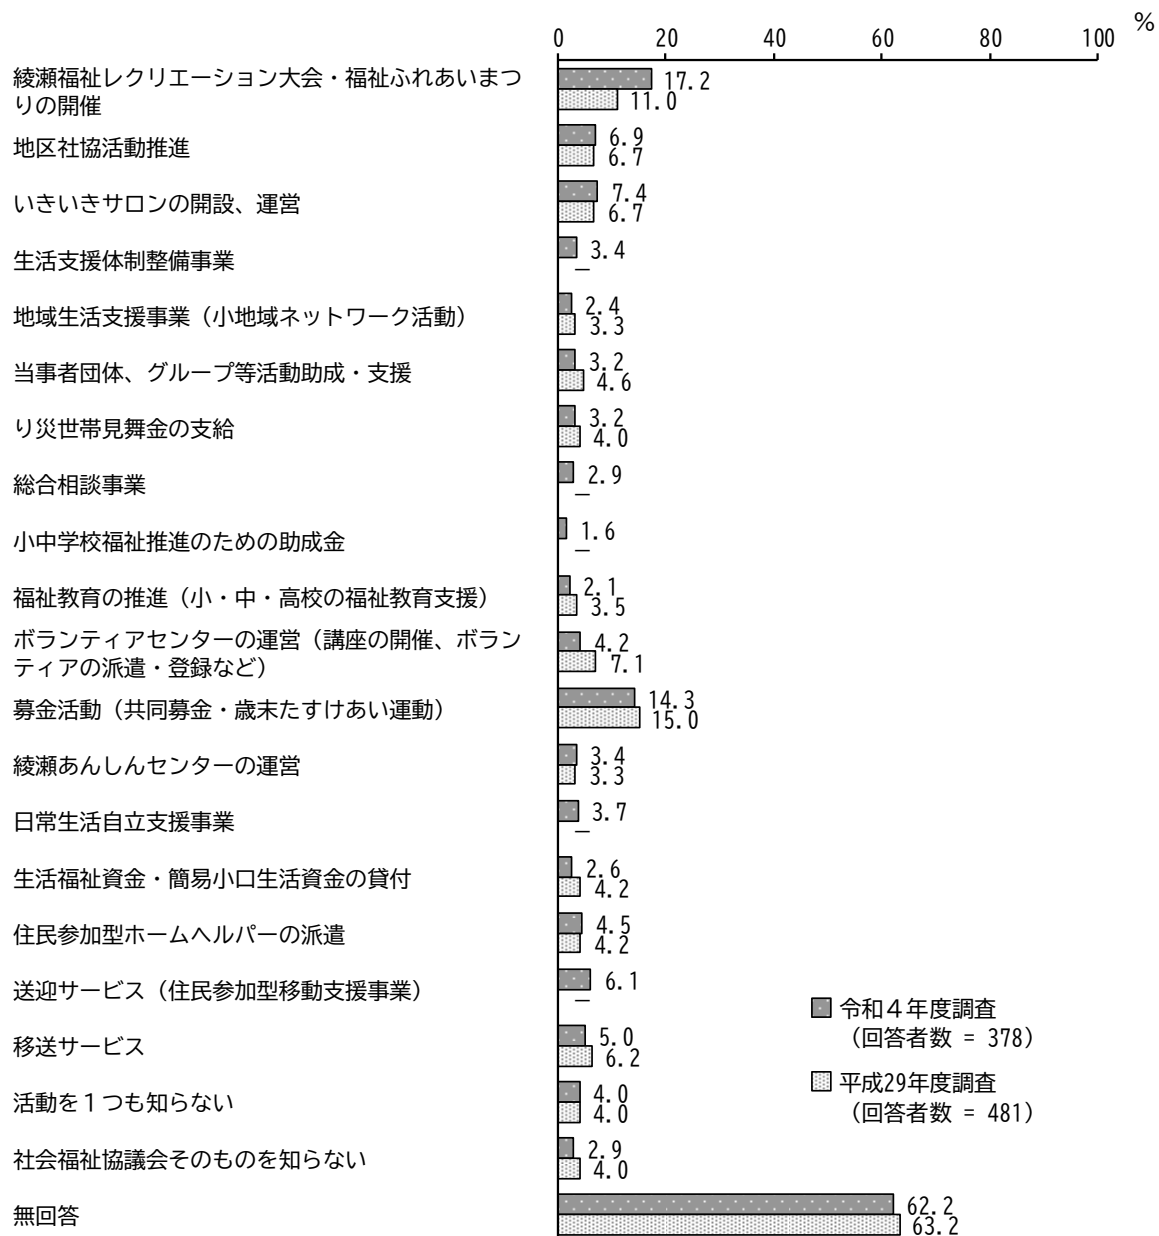 %
0 20 40 60 80 100
綾瀬福祉レクリエーション大会・福祉ふれあいまつ
りの開催
17.2
11.0
地区社協活動推進
6.9
6.7
いきいきサロンの開設、運営
7.4
6.7
生活支援体制整備事業
3.4
－
地域生活支援事業（小地域ネットワーク活動）
2.4
3.3
当事者団体、グループ等活動助成・支援
3.2
4.6
り災世帯見舞金の支給
3.2
4.0
総合相談事業
2.9
－
小中学校福祉推進のための助成金
1.6
－
福祉教育の推進（小・中・高校の福祉教育支援）
2.1
3.5
ボランティアセンターの運営（講座の開催、ボラン
ティアの派遣・登録など）
4.2
7.1
募金活動（共同募金・歳末たすけあい運動）
14.3
15.0
綾瀬あんしんセンターの運営
3.4
3.3
日常生活自立支援事業
3.7
－
生活福祉資金・簡易小口生活資金の貸付
2.6
4.2
住民参加型ホームヘルパーの派遣
4.5
4.2
送迎サービス（住民参加型移動支援事業）
6.1
－
移送サービス
5.0
6.2
活動を１つも知らない
4.0
4.0
社会福祉協議会そのものを知らない
2.9
4.0
無回答
62.2
63.2
令和４年度調査
（回答者数 = 378）
平成29年度調査
（回答者数 = 481）